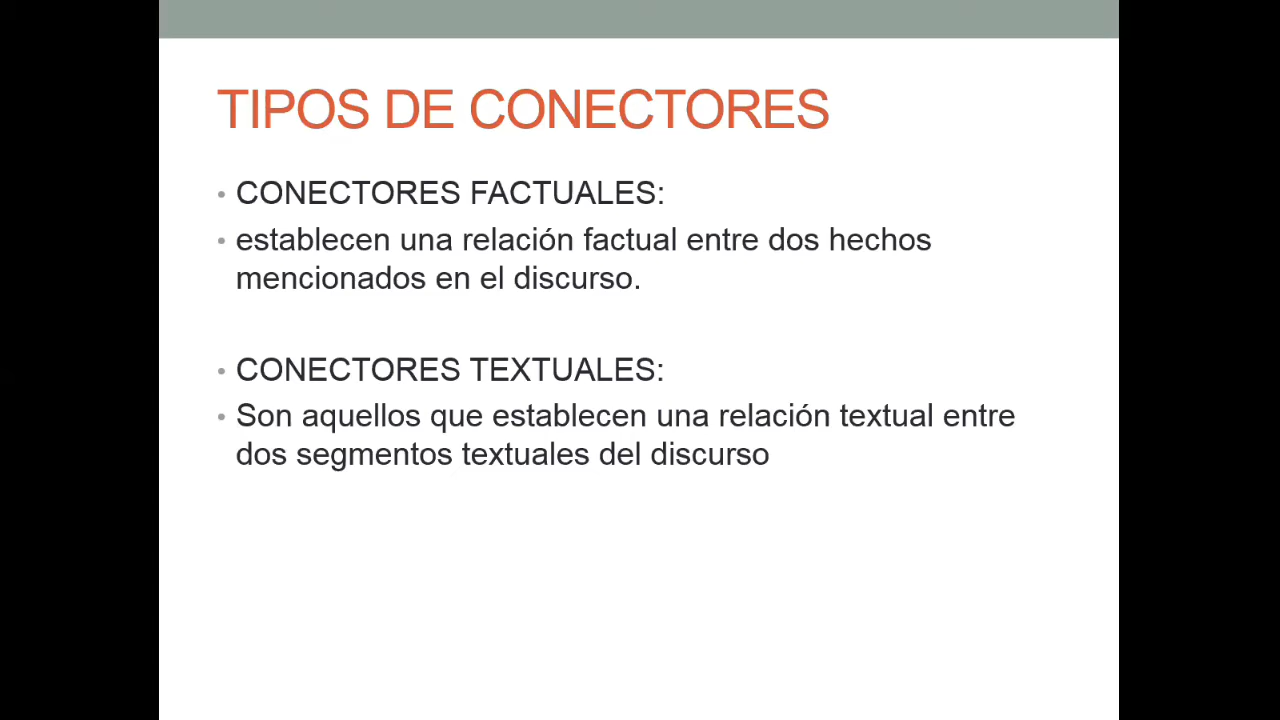 TIPOS DE CONECTORES
• CONECTORES FACTUALES:
• establecen una relación factual entre dos hechos
mencionados en el discurso.
• CONECTORES TEXTUALES:
• Son aquellos que establecen una relación textual entre
dos segmentos textuales del discurso